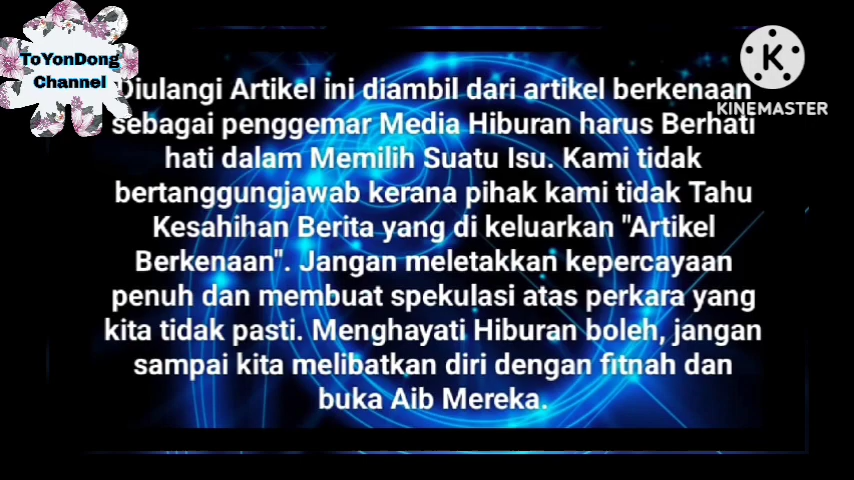 ToYonDong
Channel
KINEMASTER
Diulangi Artikel ini diambil dari artikel berkenaan
sebagai penggemar Media Hiburan harus Berhati
hati dalam Memilih Suatu Isu. Kami tidak
bertanggungjawab kerana pihak kami tidak Tahu
Kesahihan Berita yang di keluarkan "Artikel
Berkenaan". Jangan meletakkan kepercayaan
penuh dan membuat spekulasi atas perkara yang
kita tidak pasti. Menghayati Hiburan boleh, jangan
sampai kita melibatkan diri dengan fitnah dan
buka Aib Mereka.